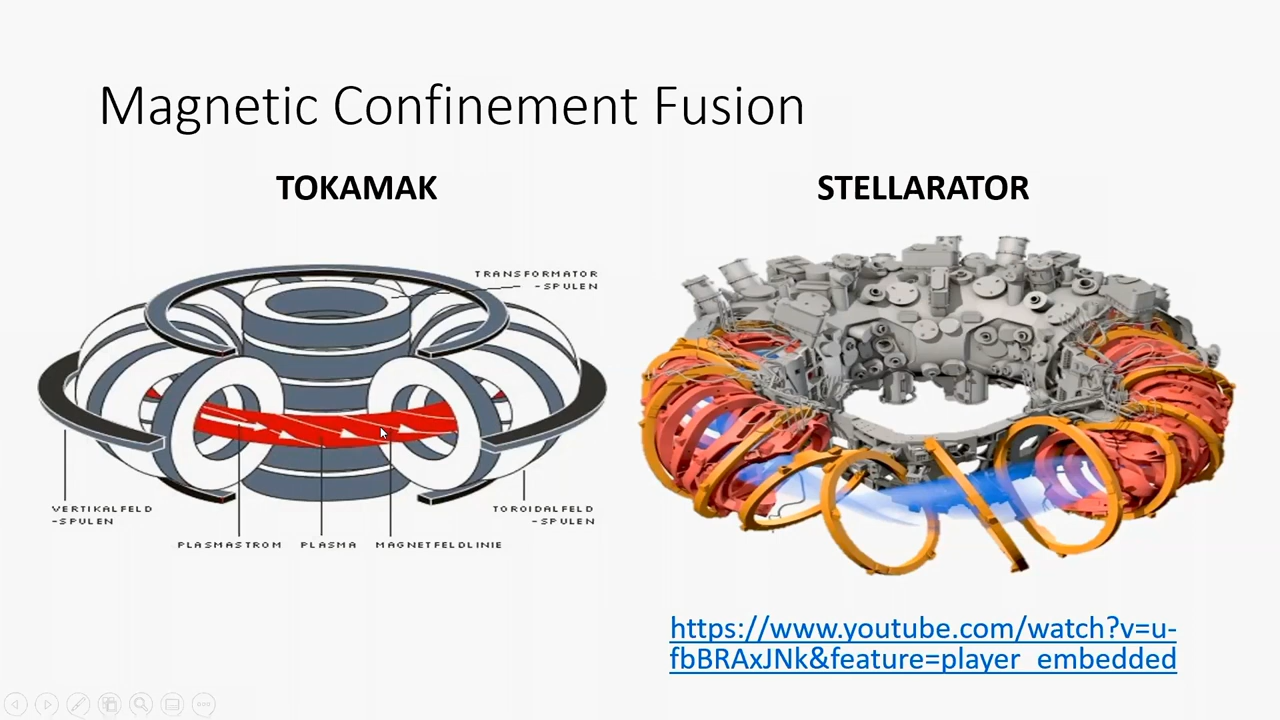 Magnetic Confinement Fusion
TOKAMAK
TRANSFORMATOR
-SPULEN
VERTIKALFELD
-SPULEN
TOROIDALFELD
-SPULEN
PLASMASTROM PLASMA MAGNETFELDLINIE
STELLARATOR
https://www.youtube.com/watch?v=u-
fbBRAxJNk&feature=player_embedded